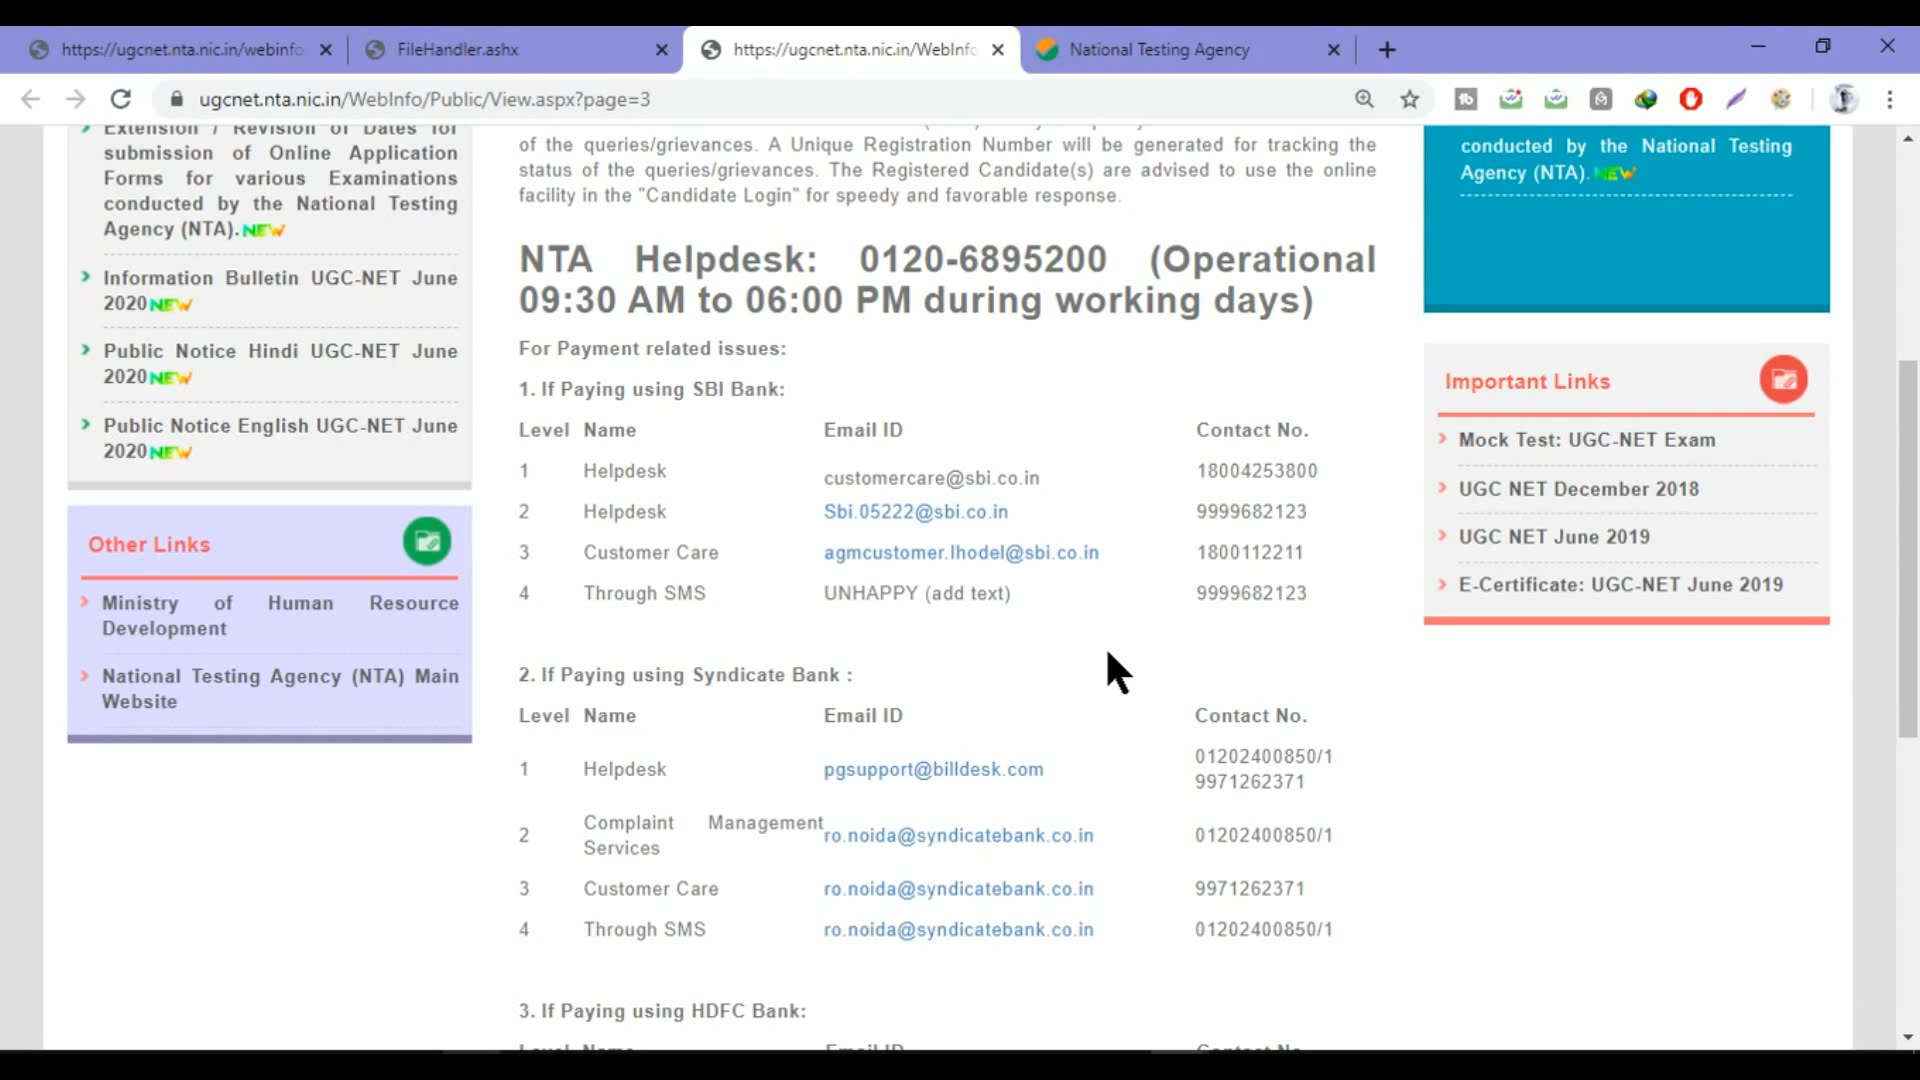 https://ugcnet.nta.nic.in/webinfo
FileHandler.ashx
https://ugcnet.nta.nic.in/WebInfo
National Testing Agency
ugcnet.nta.nic.in/WebInfo/Public/View.aspx?page=3
Extension / Revision of Dates for
submission of Online Application
Forms for various Examinations
conducted by the National Testing
Agency (NTA). NEW
Information Bulletin UGC-NET June
2020 NEW
Public Notice Hindi UGC-NET June
2020 NEW
Public Notice English UGC-NET June
2020 NEW
Other Links
Ministry of Human Resource
Development
National Testing Agency (NTA) Main
Website
of the queries/grievances. A Unique Registration Number will be generated for tracking the
status of the queries/grievances. The Registered Candidate(s) are advised to use the online
facility in the "Candidate Login" for speedy and favorable response.
NTA Helpdesk: 0120-6895200 (Operational
09:30 AM to 06:00 PM during working days)
For Payment related issues:
1. If Paying using SBI Bank:
Level Name Email ID Contact No.
1 Helpdesk customercare@sbi.co.in 18004253800
2 Helpdesk Sbi.05222@sbi.co.in 9999682123
3 Customer Care agmcustomer.lhodel@sbi.co.in 1800112211
4 Through SMS UNHAPPY (add text) 9999682123
2. If Paying using Syndicate Bank :
Level Name Email ID Contact No.
1 Helpdesk pgsupport@billdesk.com 01202400850/1
9971262371
2 Complaint Management
Services ro.noida@syndicatebank.co.in 01202400850/1
3 Customer Care ro.noida@syndicatebank.co.in 9971262371
4 Through SMS ro.noida@syndicatebank.co.in 01202400850/1
3. If Paying using HDFC Bank:
Level Name Email ID Contact No.
conducted by the National Testing
Agency (NTA). NEW
Important Links
Mock Test: UGC-NET Exam
UGC NET December 2018
UGC NET June 2019
E-Certificate: UGC-NET June 2019